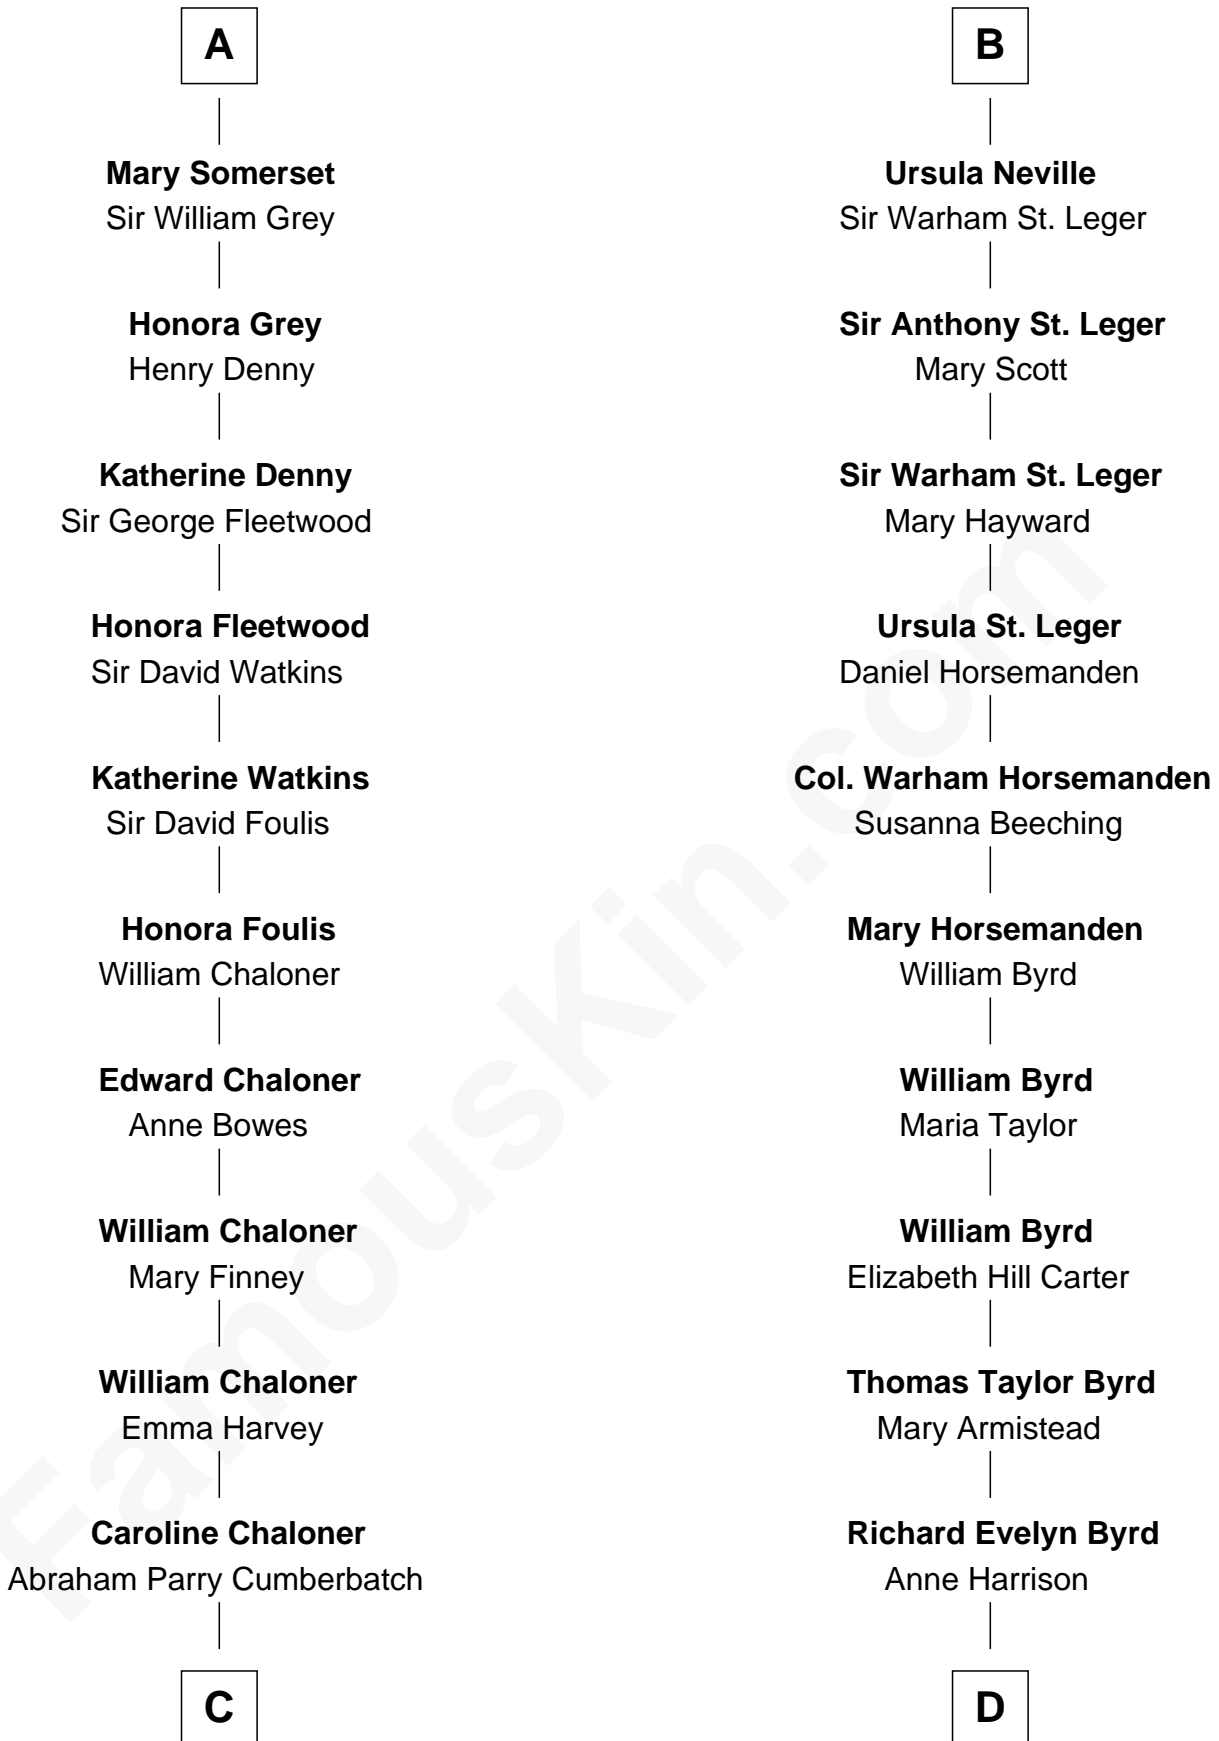 A
Mary Somerset
Sir William Grey
Honora Grey
Henry Denny
Katherine Denny
Sir George Fleetwood
Honora Fleetwood
Sir David Watkins
Katherine Watkins
Sir David Foulis
Honora Foulis
William Chaloner
Edward Chaloner
Anne Bowes
William Chaloner
Mary Finney
William Chaloner
Emma Harvey
Caroline Chaloner
Abraham Parry Cumberbatch
C
B
Ursula Neville
Sir Warham St. Leger
Sir Anthony St. Leger
Mary Scott
Sir Warham St. Leger
Mary Hayward
Ursula St. Leger
Daniel Horsemanden
Col. Warham Horsemanden
Susanna Beeching
Mary Horsemanden
William Byrd
William Byrd
Maria Taylor
William Byrd
Elizabeth Hill Carter
Thomas Taylor Byrd
Mary Armistead
Richard Evelyn Byrd
Anne Harrison
D
FamousKin.com